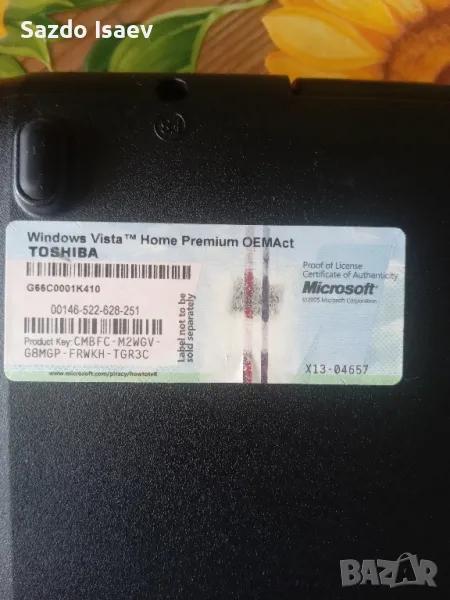 Sazdo Isaev
Windows Vista™ Home Premium OEMAct
TOSHIBA
G66C0001K410
00146-522-628-251
Product Key: CMBFC-M2WGV-
G8MGP-FRWKH-TGR3C
Label not to be
sold separately
www.microsoft.com/piracy/howtotell
Proof of License
Certificate of Authenticity
Microsoft®
©2005 Microsoft Corporation
X13-04657
BAZAR
bg